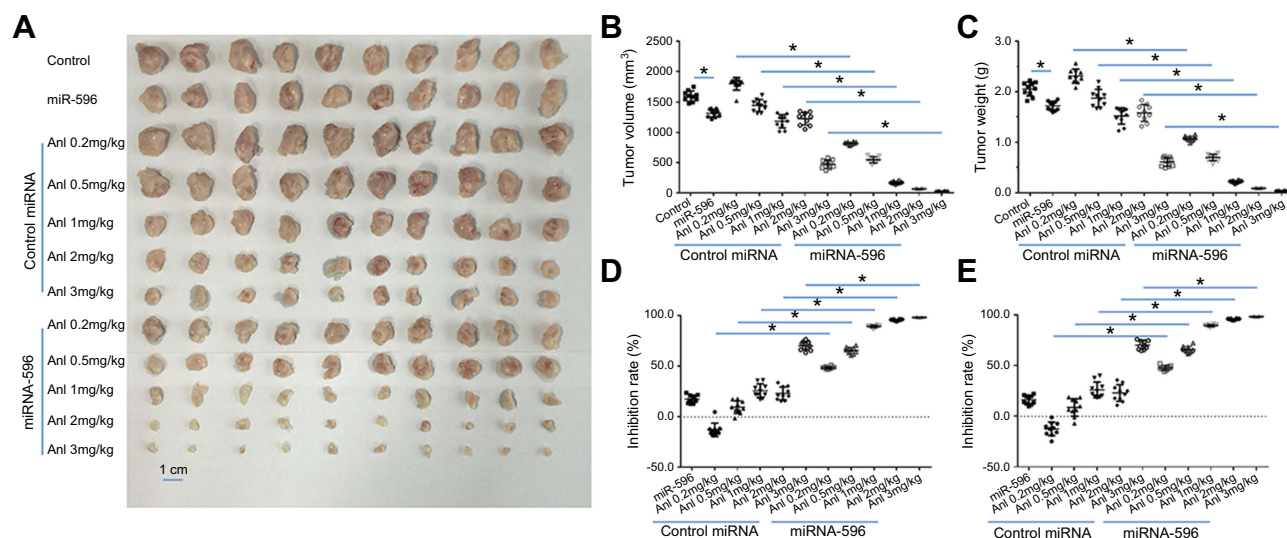 A
Control
miR-596
Anl 0.2mg/kg
Anl 0.5mg/kg
Anl 1mg/kg
Anl 2mg/kg
Anl 3mg/kg
Control miRNA
Anl 0.2mg/kg
Anl 0.5mg/kg
Anl 1mg/kg
Anl 2mg/kg
Anl 3mg/kg
miRNA-596
1 cm
B
Tumor volume (mm³)
2500
2000
1500
1000
500
0
* * * * * *
Control
miR-596
Anl 0.2mg/kg
Anl 0.5mg/kg
Anl 1mg/kg
Anl 2mg/kg
Anl 3mg/kg
Anl 0.2mg/kg
Anl 0.5mg/kg
Anl 1mg/kg
Anl 2mg/kg
Anl 3mg/kg
Control miRNA
miRNA-596
C
Tumor weight (g)
3.0
2.0
1.0
0.0
* * * * * *
Control
miR-596
Anl 0.2mg/kg
Anl 0.5mg/kg
Anl 1mg/kg
Anl 2mg/kg
Anl 3mg/kg
Anl 0.2mg/kg
Anl 0.5mg/kg
Anl 1mg/kg
Anl 2mg/kg
Anl 3mg/kg
Control miRNA
miRNA-596
D
Inhibition rate (%)
100.0
50.0
0.0
-50.0
* * * * *
miR-596
Anl 0.2mg/kg
Anl 0.5mg/kg
Anl 1mg/kg
Anl 2mg/kg
Anl 3mg/kg
Anl 0.2mg/kg
Anl 0.5mg/kg
Anl 1mg/kg
Anl 2mg/kg
Anl 3mg/kg
Control miRNA
miRNA-596
E
Inhibition rate (%)
100.0
50.0
0.0
-50.0
* * * * *
miR-596
Anl 0.2mg/kg
Anl 0.5mg/kg
Anl 1mg/kg
Anl 2mg/kg
Anl 3mg/kg
Anl 0.2mg/kg
Anl 0.5mg/kg
Anl 1mg/kg
Anl 2mg/kg
Anl 3mg/kg
Control miRNA
miRNA-596